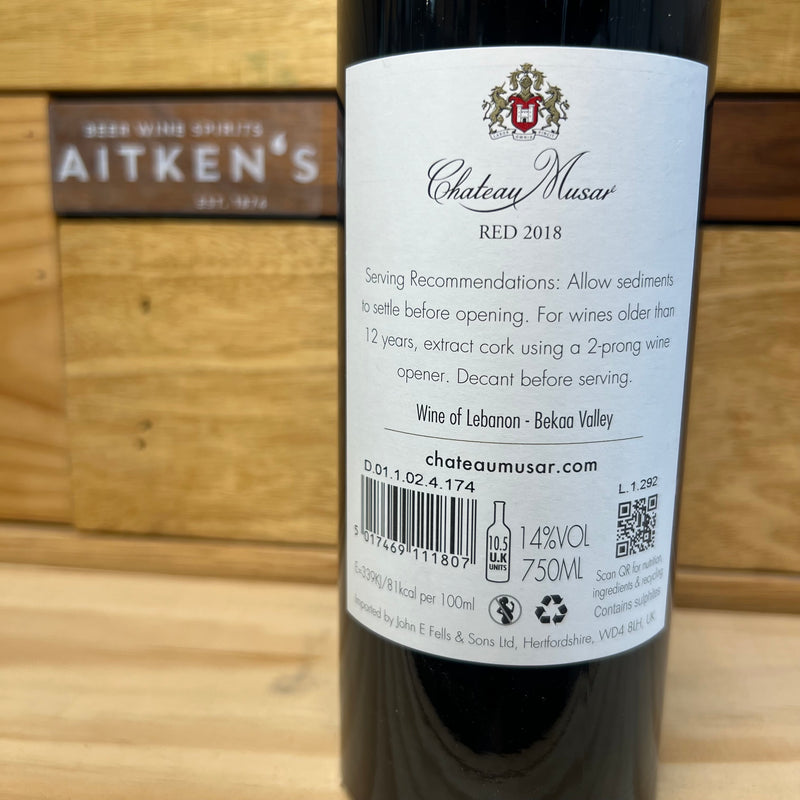 BEER WINE SPIRITS
AITKEN'S
EST. 1874
Chateau Musar
RED 2018
Serving Recommendations: Allow sediments
to settle before opening. For wines older than
12 years, extract cork using a 2-prong wine
opener. Decant before serving.
Wine of Lebanon - Bekaa Valley
chateaumusar.com
D.01.1.02.4.174
5 017469 111807
10.5
U.K
UNITS
14%VOL
750ML
L.1.292
Scan QR for nutrition,
ingredients & recycling
Contains sulphites
E=339KJ/81kcal per 100ml
Imported by John E Fells & Sons Ltd, Hertfordshire, WD4 8LH, UK.